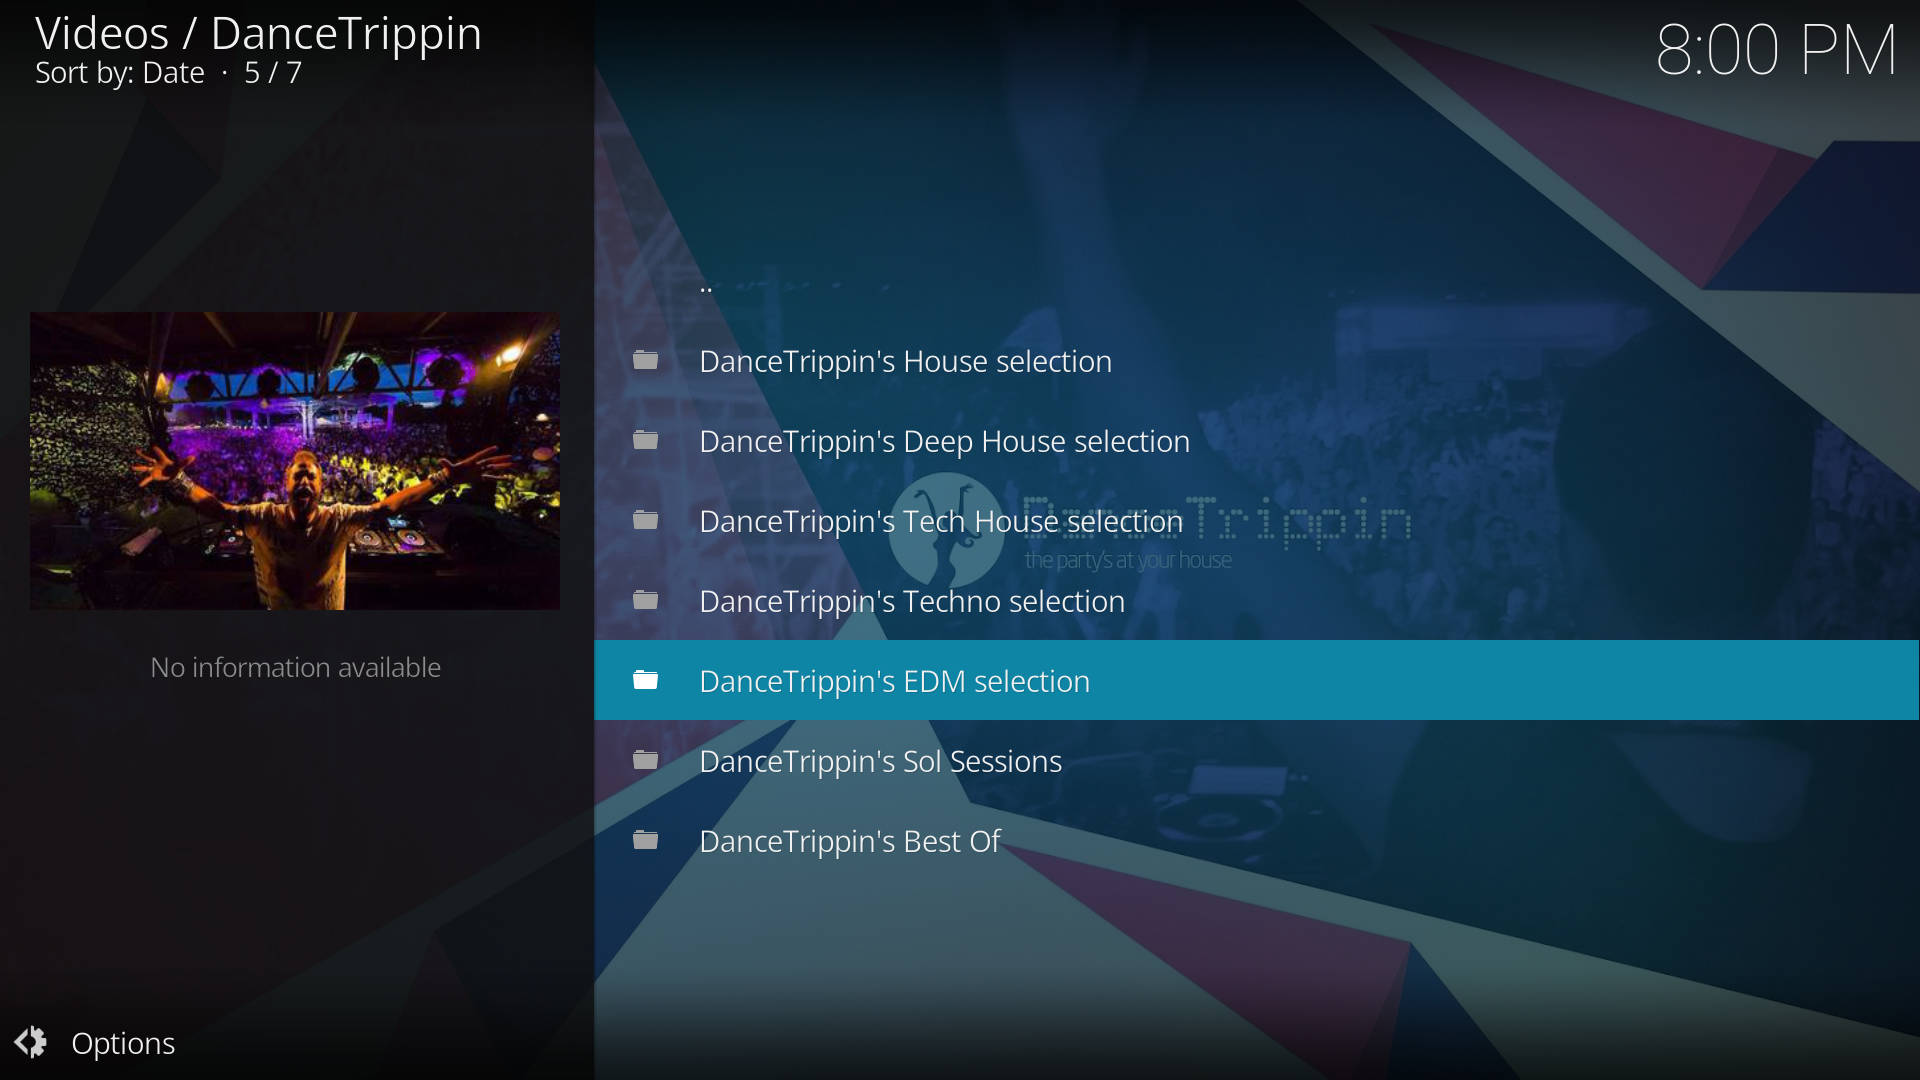 Videos / DanceTrippin
Sort by: Date · 5 / 7
8:00 PM
..
DanceTrippin's House selection
DanceTrippin's Deep House selection
DanceTrippin's Tech House selection
DanceTrippin
the party's at your house
DanceTrippin's Techno selection
No information available
DanceTrippin's EDM selection
DanceTrippin's Sol Sessions
DanceTrippin's Best Of
Options